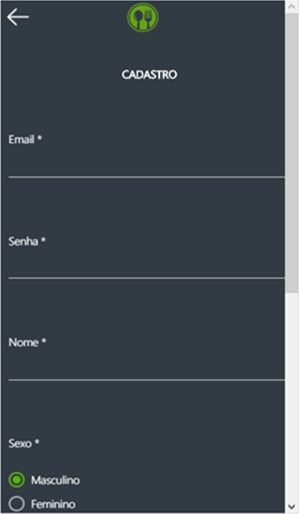 CADASTRO
Email *
Senha *
Nome *
Sexo *
Masculino
Feminino